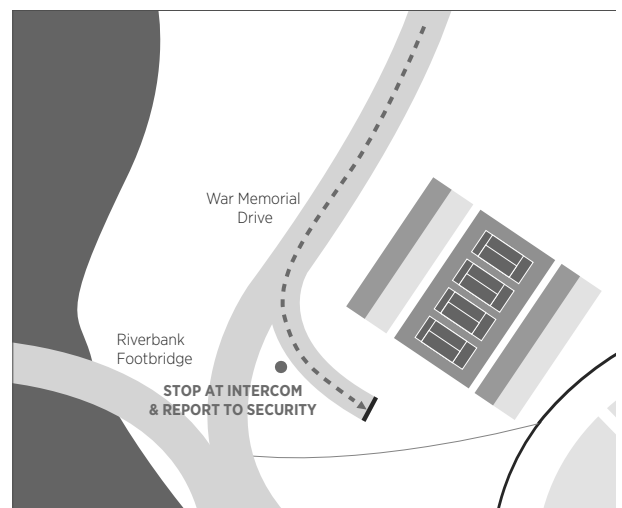 War Memorial
Drive
Riverbank
Footbridge
STOP AT INTERCOM
& REPORT TO SECURITY